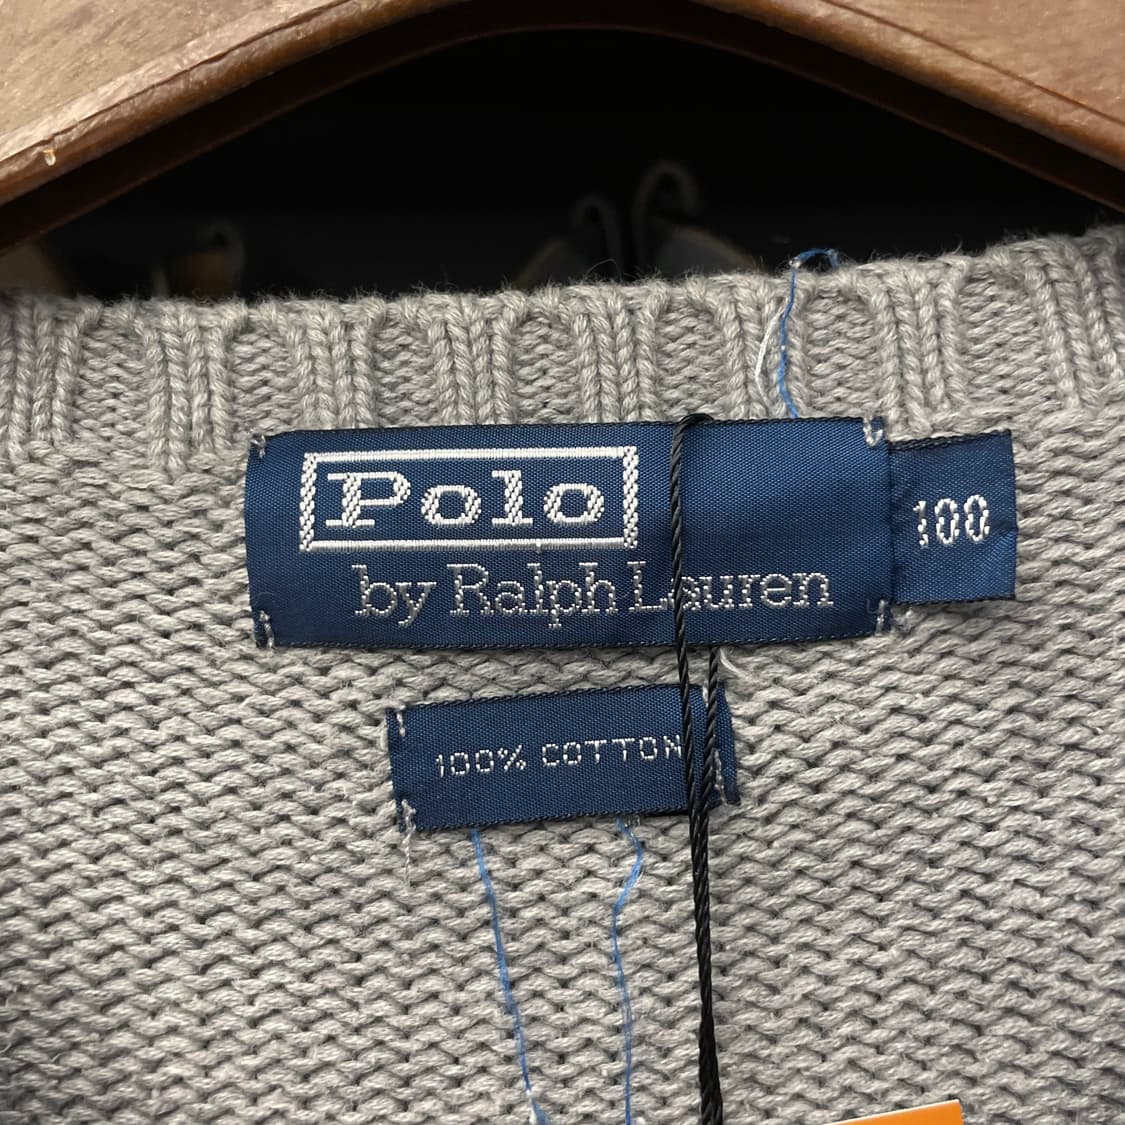 Polo
by Ralph Lauren
100
100% COTTON